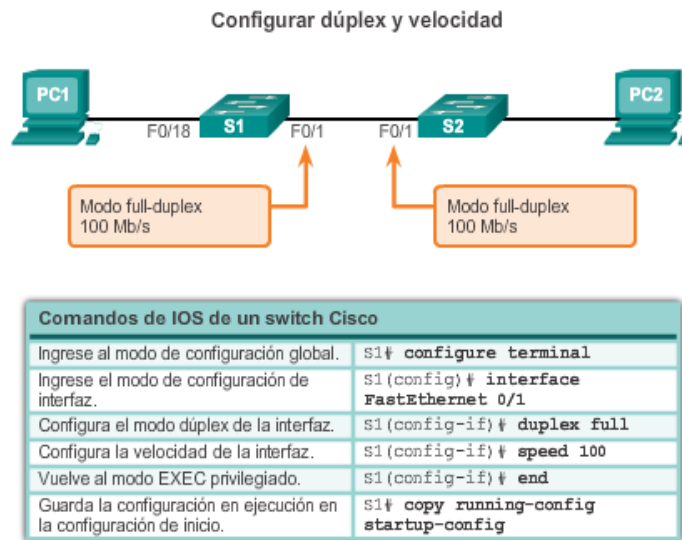 Configurar dúplex y velocidad
PC1
F0/18
S1
F0/1
F0/1
S2
PC2
Modo full-duplex
100 Mb/s
Modo full-duplex
100 Mb/s
Comandos de IOS de un switch Cisco
Ingrese al modo de configuración global.
S1# configure terminal
Ingrese el modo de configuración de
interfaz.
S1(config)# interface
FastEthernet 0/1
Configura el modo dúplex de la interfaz.
S1(config-if)# duplex full
Configura la velocidad de la interfaz.
S1(config-if)# speed 100
Vuelve al modo EXEC privilegiado.
S1(config-if)# end
Guarda la configuración en ejecución en
la configuración de inicio.
S1# copy running-config
startup-config